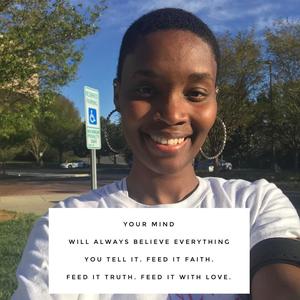 YOUR MIND
WILL ALWAYS BELIEVE EVERYTHING
YOU TELL IT. FEED IT FAITH.
FEED IT TRUTH. FEED IT WITH LOVE.